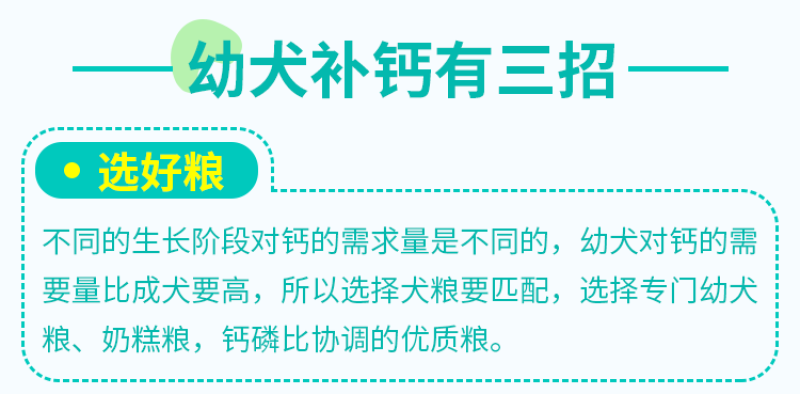 幼犬补钙有三招
选好粮
不同的生长阶段对钙的需求量是不同的，幼犬对钙的需
要量比成犬要高，所以选择犬粮要匹配，选择专门幼犬
粮、奶糕粮，钙磷比协调的优质粮。